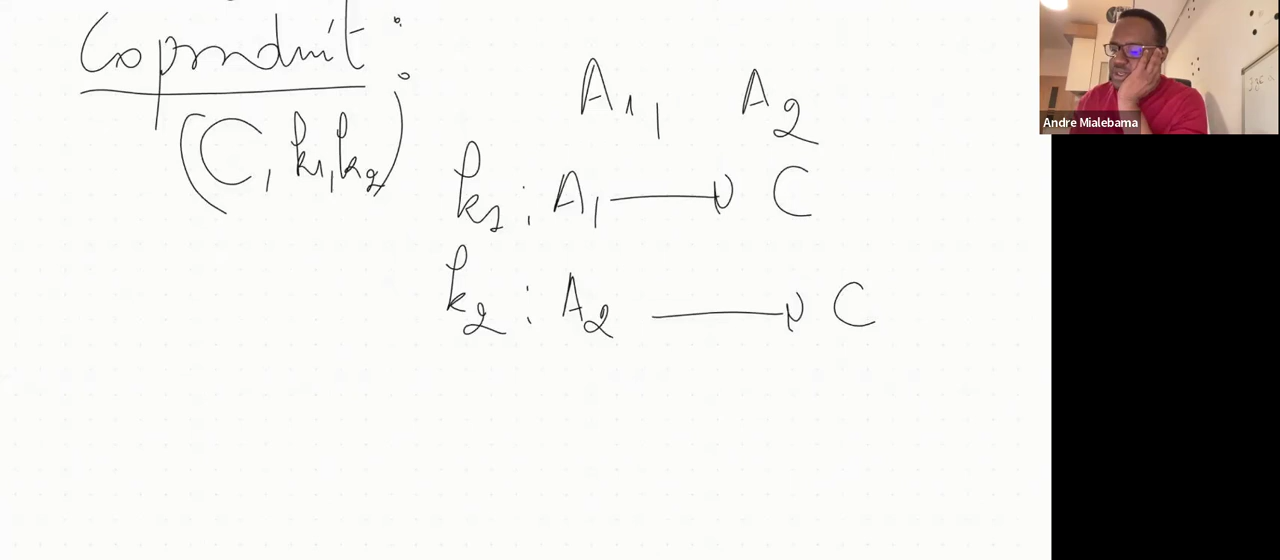 Coproduit :
A₁, A₂
(C, k₁, k₂)
k₁ : A₁ → C
k₂ : A₂ → C
Andre Mialebama